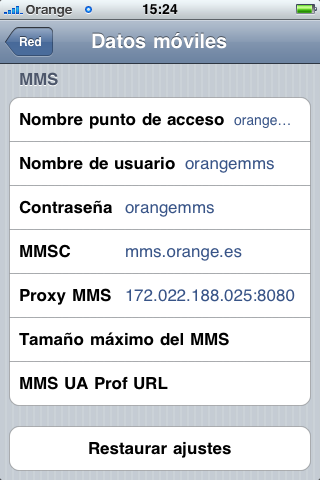 Orange 15:24
Red Datos móviles
MMS
Nombre punto de acceso orange...
Nombre de usuario orangemms
Contraseña orangemms
MMSC mms.orange.es
Proxy MMS 172.022.188.025:8080
Tamaño máximo del MMS
MMS UA Prof URL
Restaurar ajustes